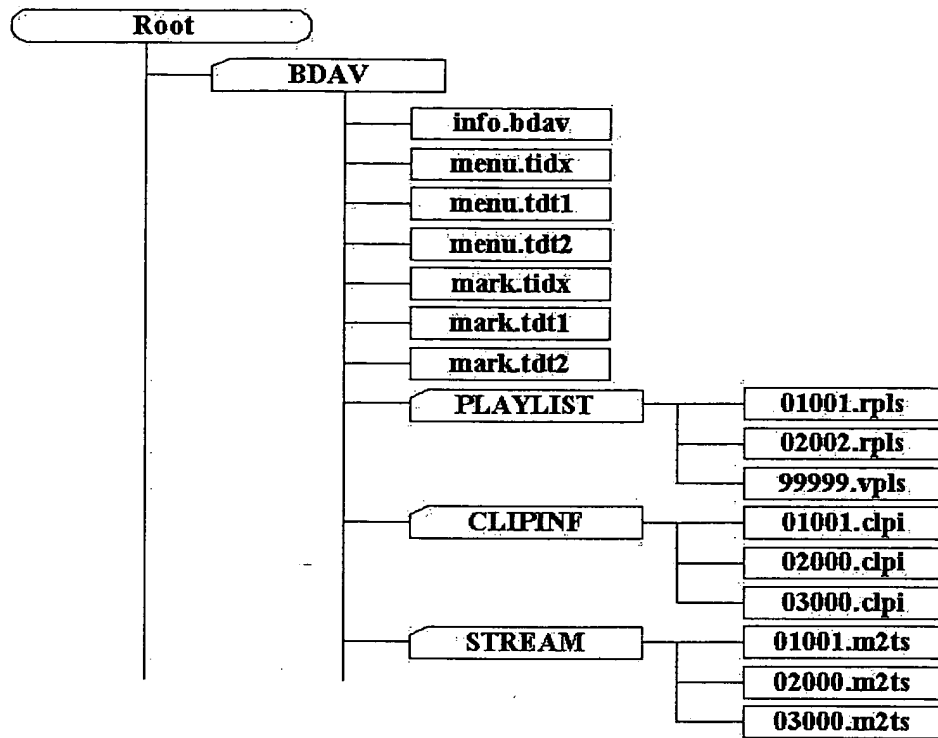 Root
BDAV
info.bdav
menu.tidx
menu.tdt1
menu.tdt2
mark.tidx
mark.tdt1
mark.tdt2
PLAYLIST
01001.rpls
02002.rpls
99999.vpls
CLIPINF
01001.clpi
02000.clpi
03000.clpi
STREAM
01001.m2ts
02000.m2ts
03000.m2ts